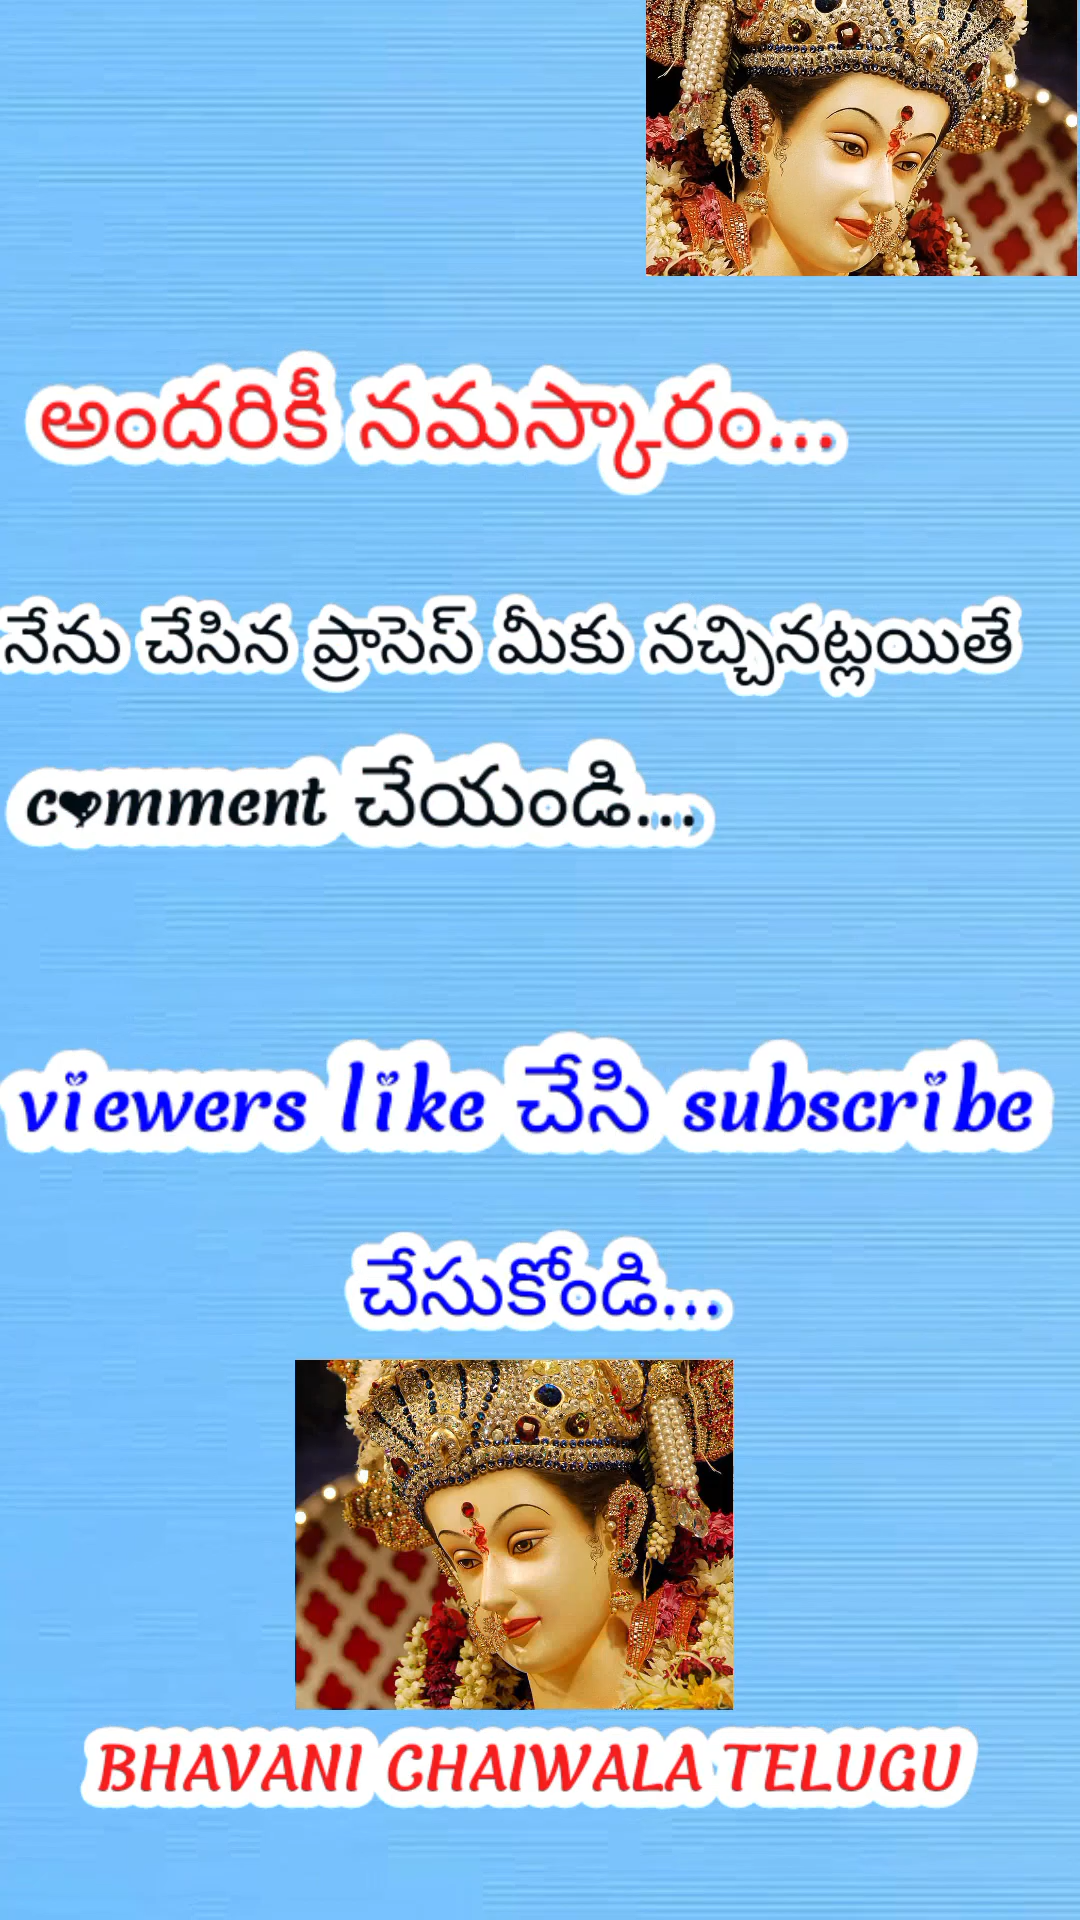 అందరికీ నమస్కారం...
నేను చేసిన ప్రాసెస్ మీకు నచ్చినట్లయితే
comment చేయండి....
viewers like చేసి subscribe
చేసుకోండి...
BHAVANI CHAIWALA TELUGU